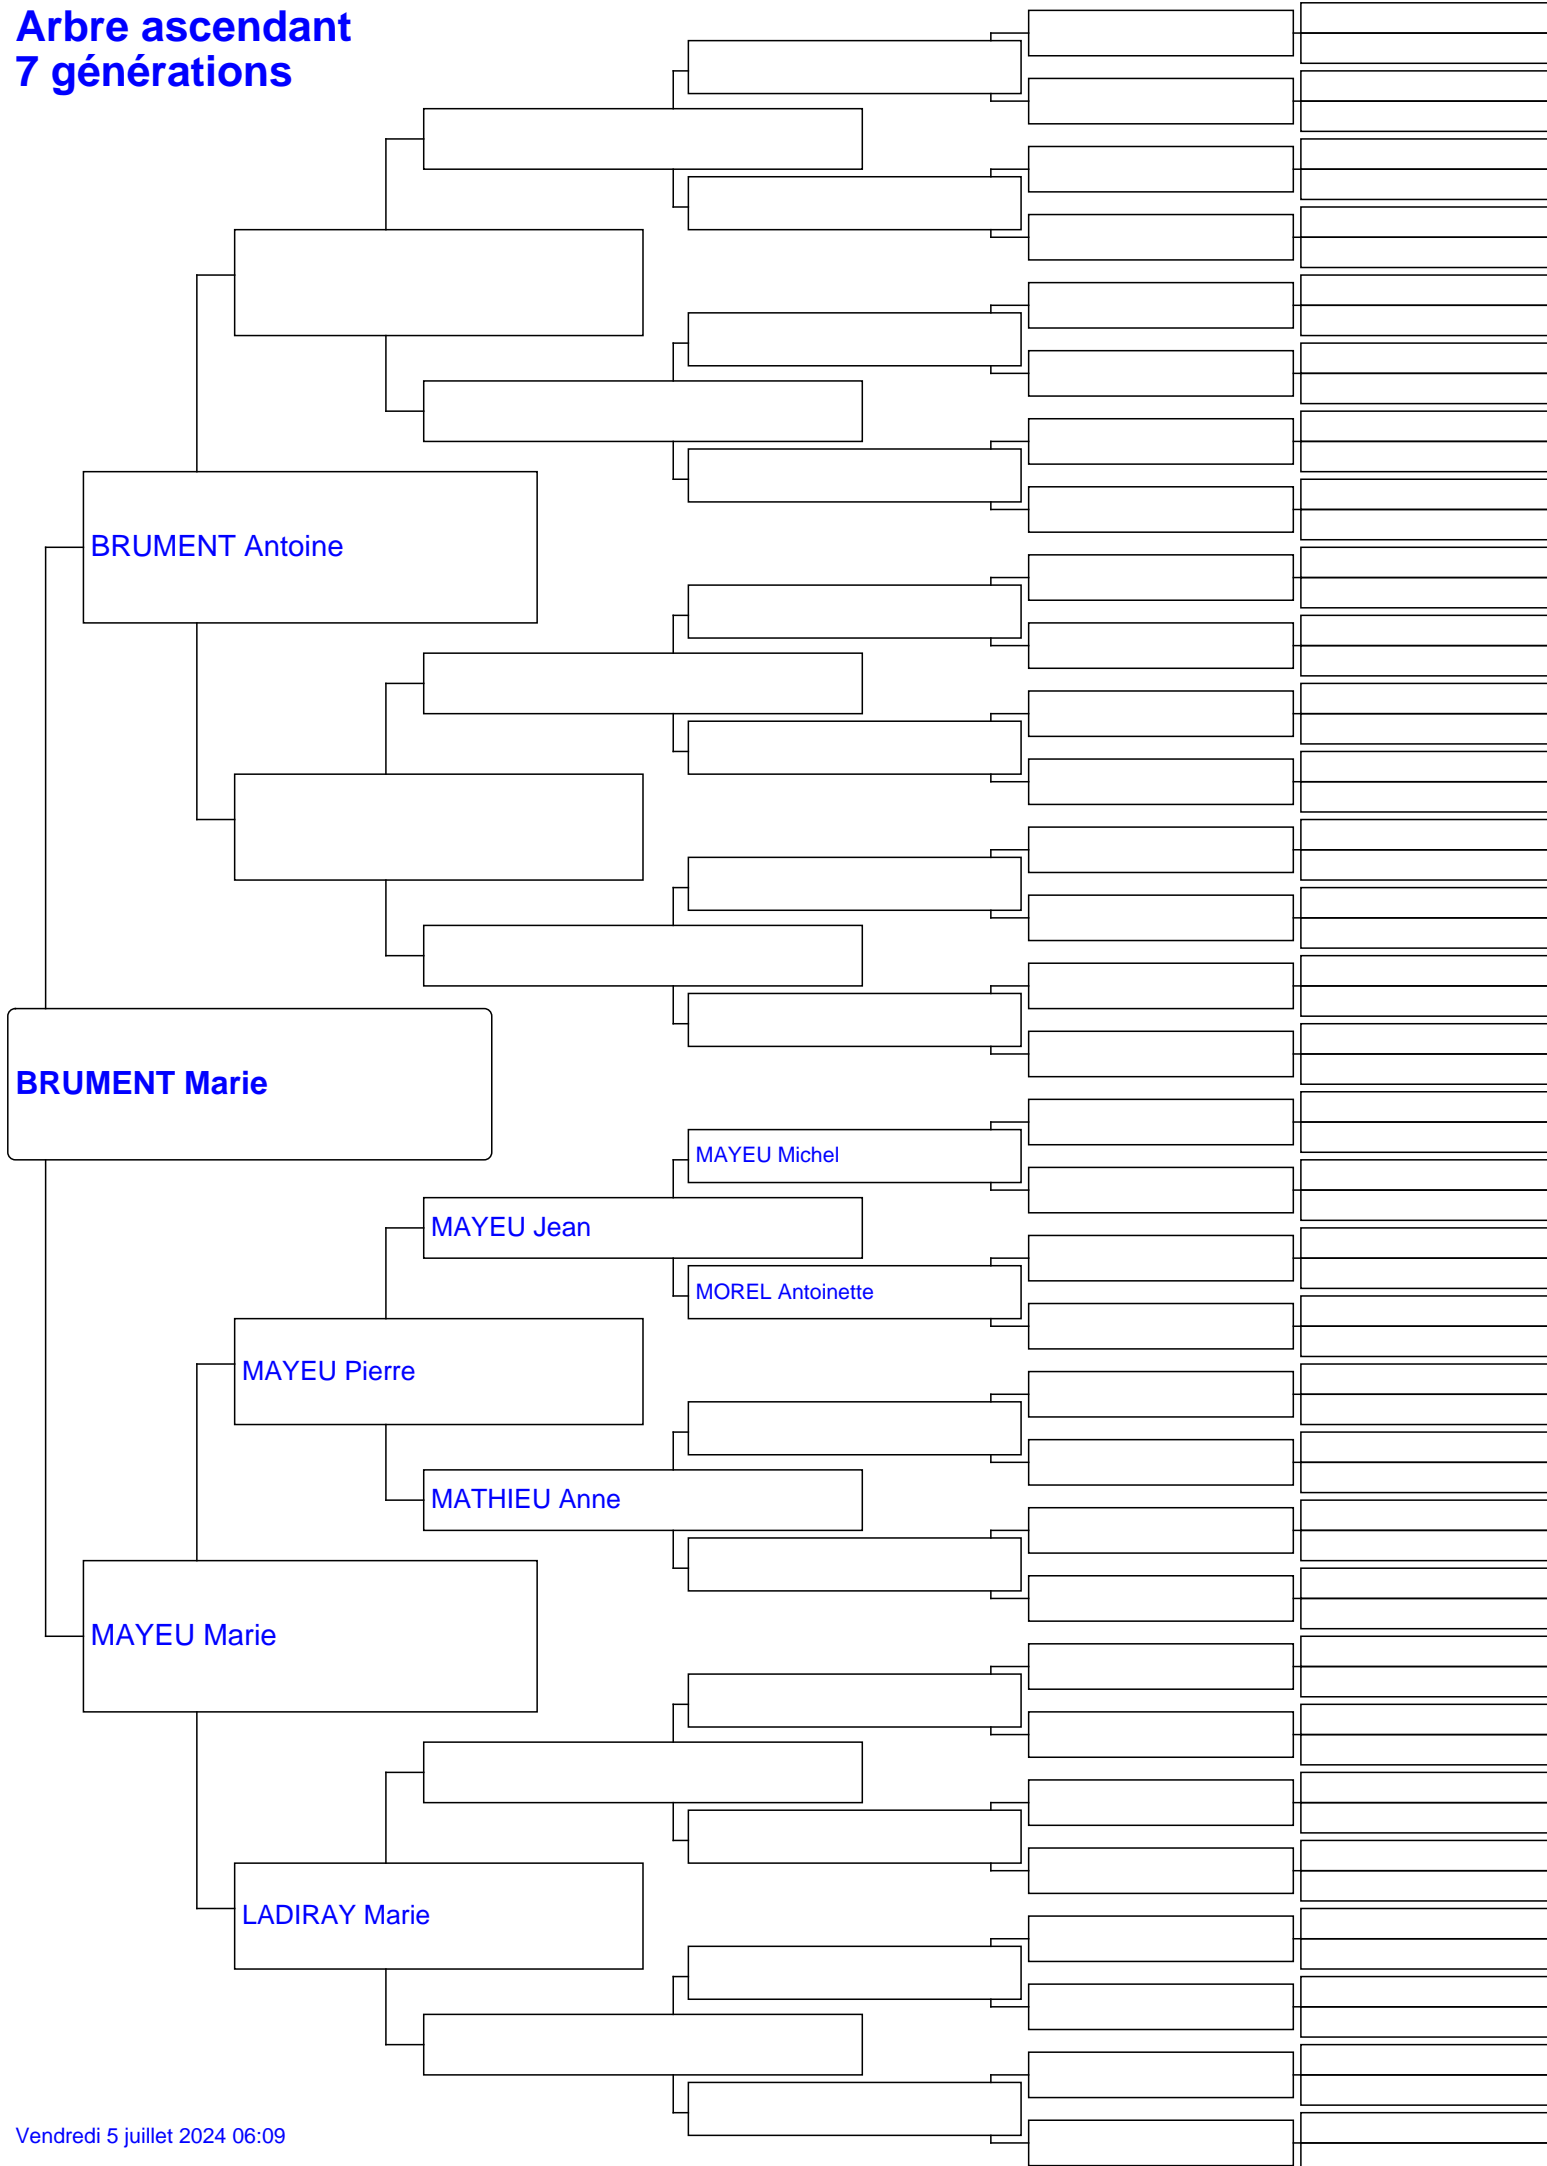 Arbre ascendant
7 générations
BRUMENT Antoine
BRUMENT Marie
MAYEU Michel
MAYEU Jean
MOREL Antoinette
MAYEU Pierre
MATHIEU Anne
MAYEU Marie
LADIRAY Marie
Vendredi 5 juillet 2024 06:09